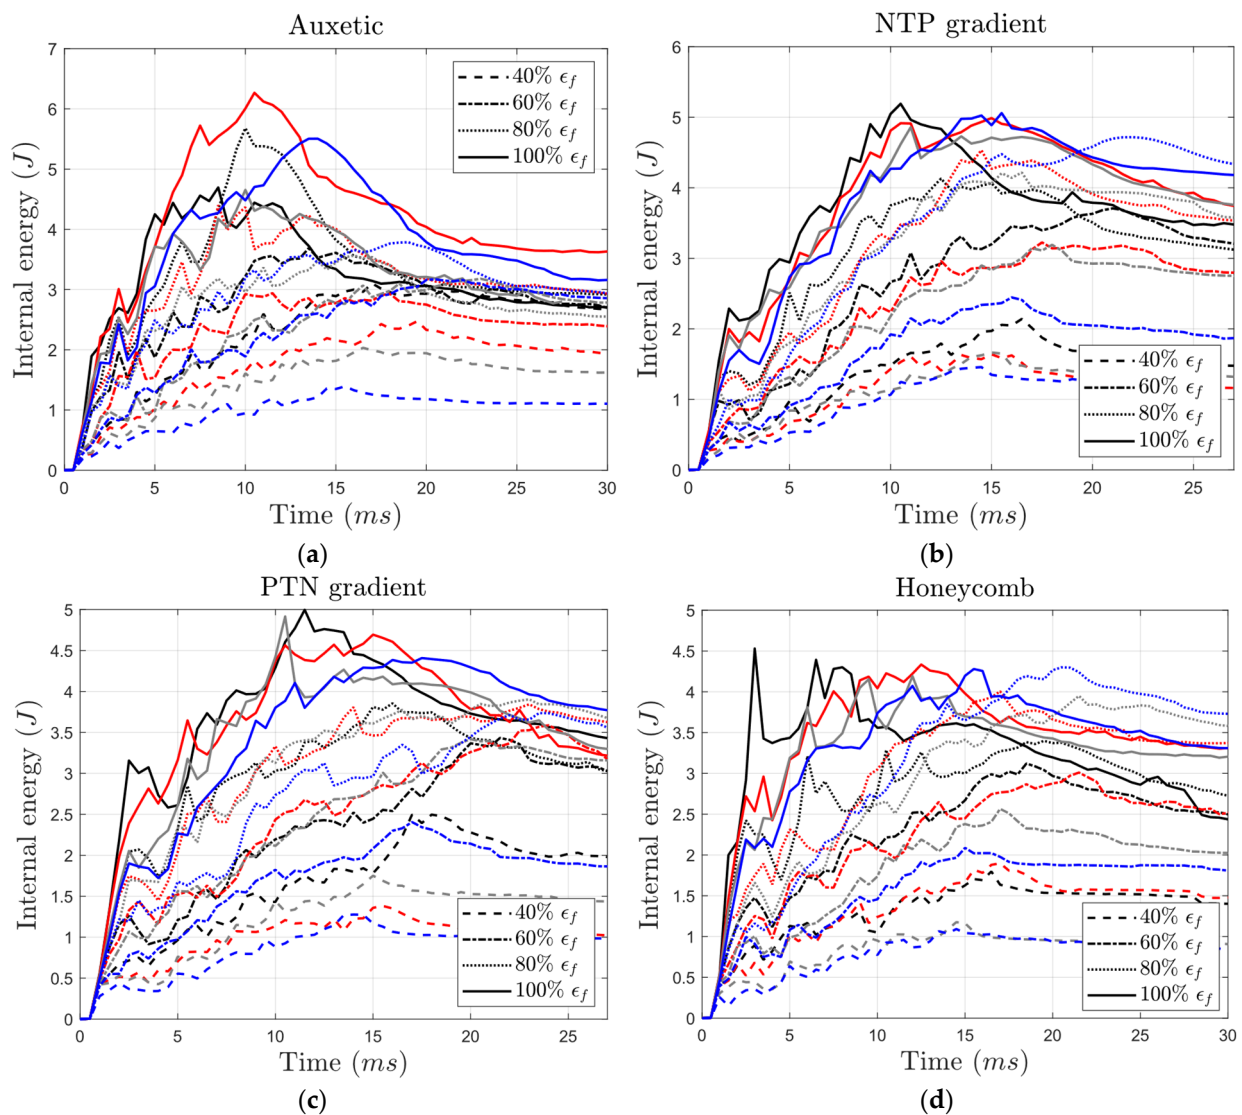 Auxetic
Internal energy (J)
7
6
5
4
3
2
1
0
40% ϵf
60% ϵf
80% ϵf
100% ϵf
0 5 10 15 20 25 30
Time (ms)
(a)
NTP gradient
Internal energy (J)
6
5
4
3
2
1
0
40% ϵf
60% ϵf
80% ϵf
100% ϵf
0 5 10 15 20 25
Time (ms)
(b)
PTN gradient
Internal energy (J)
5
4.5
4
3.5
3
2.5
2
1.5
1
0.5
0
40% ϵf
60% ϵf
80% ϵf
100% ϵf
0 5 10 15 20 25
Time (ms)
(c)
Honeycomb
Internal energy (J)
5
4.5
4
3.5
3
2.5
2
1.5
1
0.5
0
40% ϵf
60% ϵf
80% ϵf
100% ϵf
0 5 10 15 20 25 30
Time (ms)
(d)